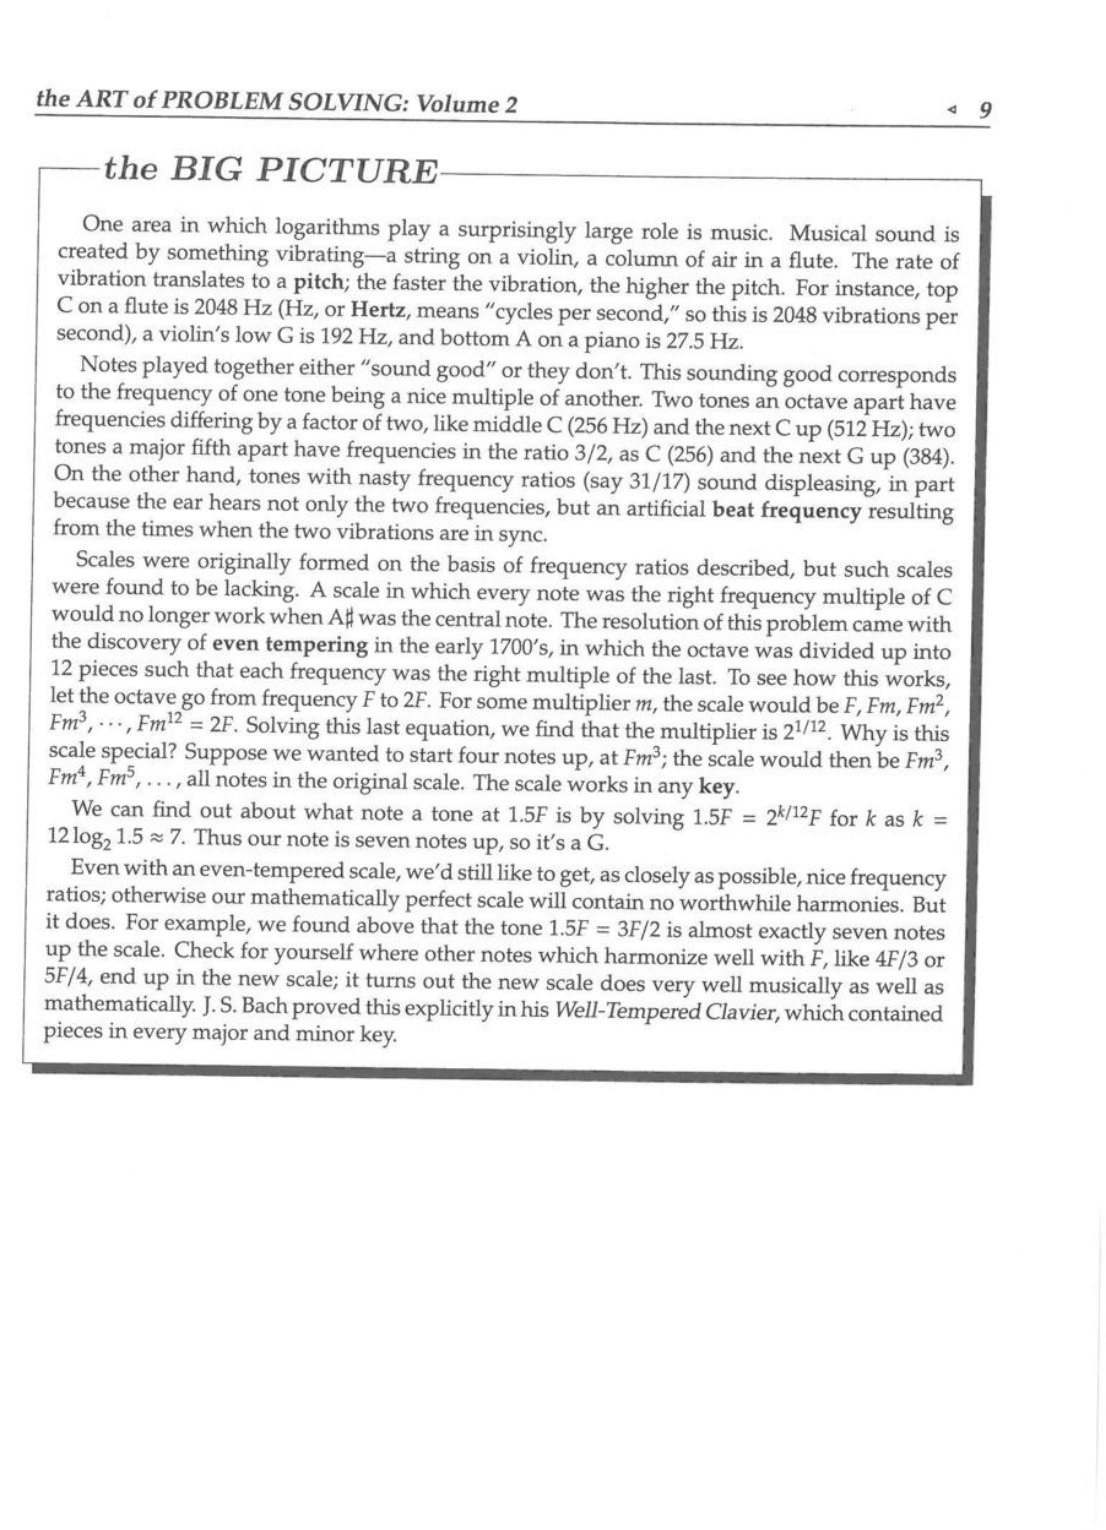 the ART of PROBLEM SOLVING: Volume 2 ◃ 9
the BIG PICTURE
One area in which logarithms play a surprisingly large role is music. Musical sound is
created by something vibrating—a string on a violin, a column of air in a flute. The rate of
vibration translates to a pitch; the faster the vibration, the higher the pitch. For instance, top
C on a flute is 2048 Hz (Hz, or Hertz, means "cycles per second," so this is 2048 vibrations per
second), a violin's low G is 192 Hz, and bottom A on a piano is 27.5 Hz.
Notes played together either "sound good" or they don't. This sounding good corresponds
to the frequency of one tone being a nice multiple of another. Two tones an octave apart have
frequencies differing by a factor of two, like middle C (256 Hz) and the next C up (512 Hz); two
tones a major fifth apart have frequencies in the ratio 3/2, as C (256) and the next G up (384).
On the other hand, tones with nasty frequency ratios (say 31/17) sound displeasing, in part
because the ear hears not only the two frequencies, but an artificial beat frequency resulting
from the times when the two vibrations are in sync.
Scales were originally formed on the basis of frequency ratios described, but such scales
were found to be lacking. A scale in which every note was the right frequency multiple of C
would no longer work when A♯ was the central note. The resolution of this problem came with
the discovery of even tempering in the early 1700's, in which the octave was divided up into
12 pieces such that each frequency was the right multiple of the last. To see how this works,
let the octave go from frequency F to 2F. For some multiplier m, the scale would be F, Fm, Fm²,
Fm³, ⋯, Fm¹² = 2F. Solving this last equation, we find that the multiplier is 2^1/12. Why is this
scale special? Suppose we wanted to start four notes up, at Fm³; the scale would then be Fm³,
Fm⁴, Fm⁵, ..., all notes in the original scale. The scale works in any key.
We can find out about what note a tone at 1.5F is by solving 1.5F = 2^k/12F for k as k =
12 log₂ 1.5 ≈ 7. Thus our note is seven notes up, so it's a G.
Even with an even-tempered scale, we'd still like to get, as closely as possible, nice frequency
ratios; otherwise our mathematically perfect scale will contain no worthwhile harmonies. But
it does. For example, we found above that the tone 1.5F = 3F/2 is almost exactly seven notes
up the scale. Check for yourself where other notes which harmonize well with F, like 4F/3 or
5F/4, end up in the new scale; it turns out the new scale does very well musically as well as
mathematically. J. S. Bach proved this explicitly in his Well-Tempered Clavier, which contained
pieces in every major and minor key.